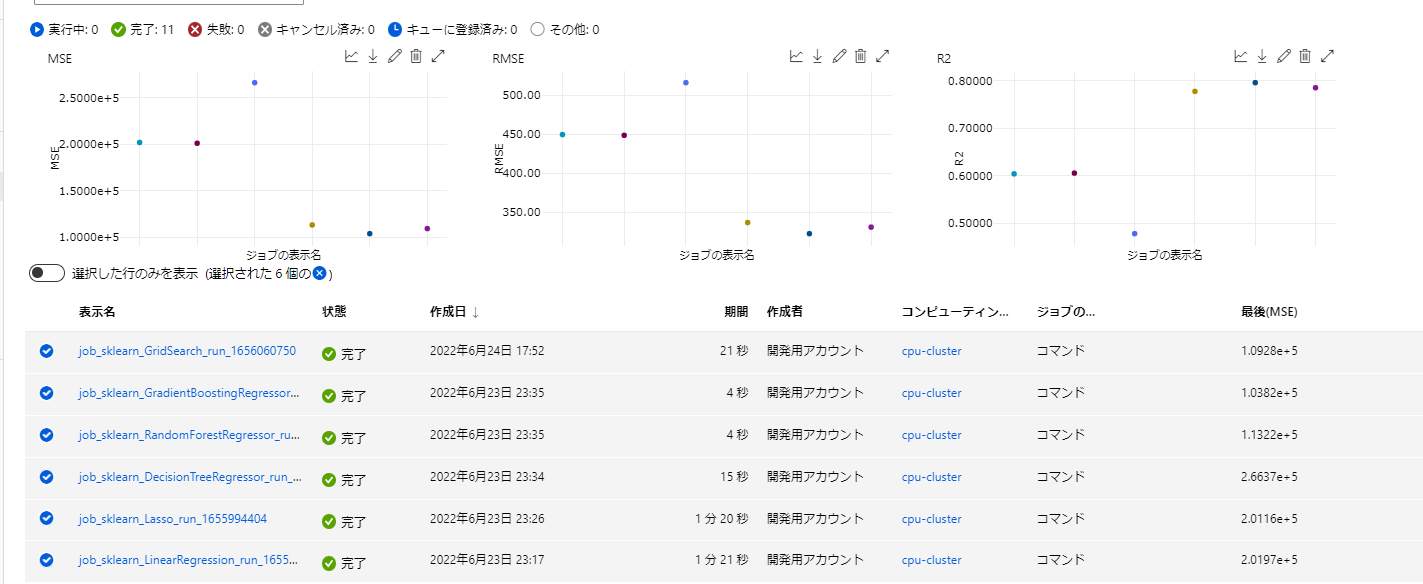 実行中: 0 完了: 11 失敗: 0 キャンセル済み: 0 キューに登録済み: 0 その他: 0
MSE
2.5000e+5
2.0000e+5
1.5000e+5
1.0000e+5
MSE
ジョブの表示名
RMSE
500.00
450.00
400.00
350.00
RMSE
ジョブの表示名
R2
0.80000
0.70000
0.60000
0.50000
R2
ジョブの表示名
選択した行のみを表示 (選択された 6 個の)
表示名 状態 作成日 ↓ 期間 作成者 コンピューティン... ジョブの... 最後(MSE)
job_sklearn_GridSearch_run_1656060750 完了 2022年6月24日 17:52 21 秒 開発用アカウント cpu-cluster コマンド 1.0928e+5
job_sklearn_GradientBoostingRegressor... 完了 2022年6月23日 23:35 4 秒 開発用アカウント cpu-cluster コマンド 1.0382e+5
job_sklearn_RandomForestRegressor_ru... 完了 2022年6月23日 23:35 4 秒 開発用アカウント cpu-cluster コマンド 1.1322e+5
job_sklearn_DecisionTreeRegressor_run_... 完了 2022年6月23日 23:34 15 秒 開発用アカウント cpu-cluster コマンド 2.6637e+5
job_sklearn_Lasso_run_1655994404 完了 2022年6月23日 23:26 1 分 20 秒 開発用アカウント cpu-cluster コマンド 2.0116e+5
job_sklearn_LinearRegression_run_1655... 完了 2022年6月23日 23:17 1 分 21 秒 開発用アカウント cpu-cluster コマンド 2.0197e+5